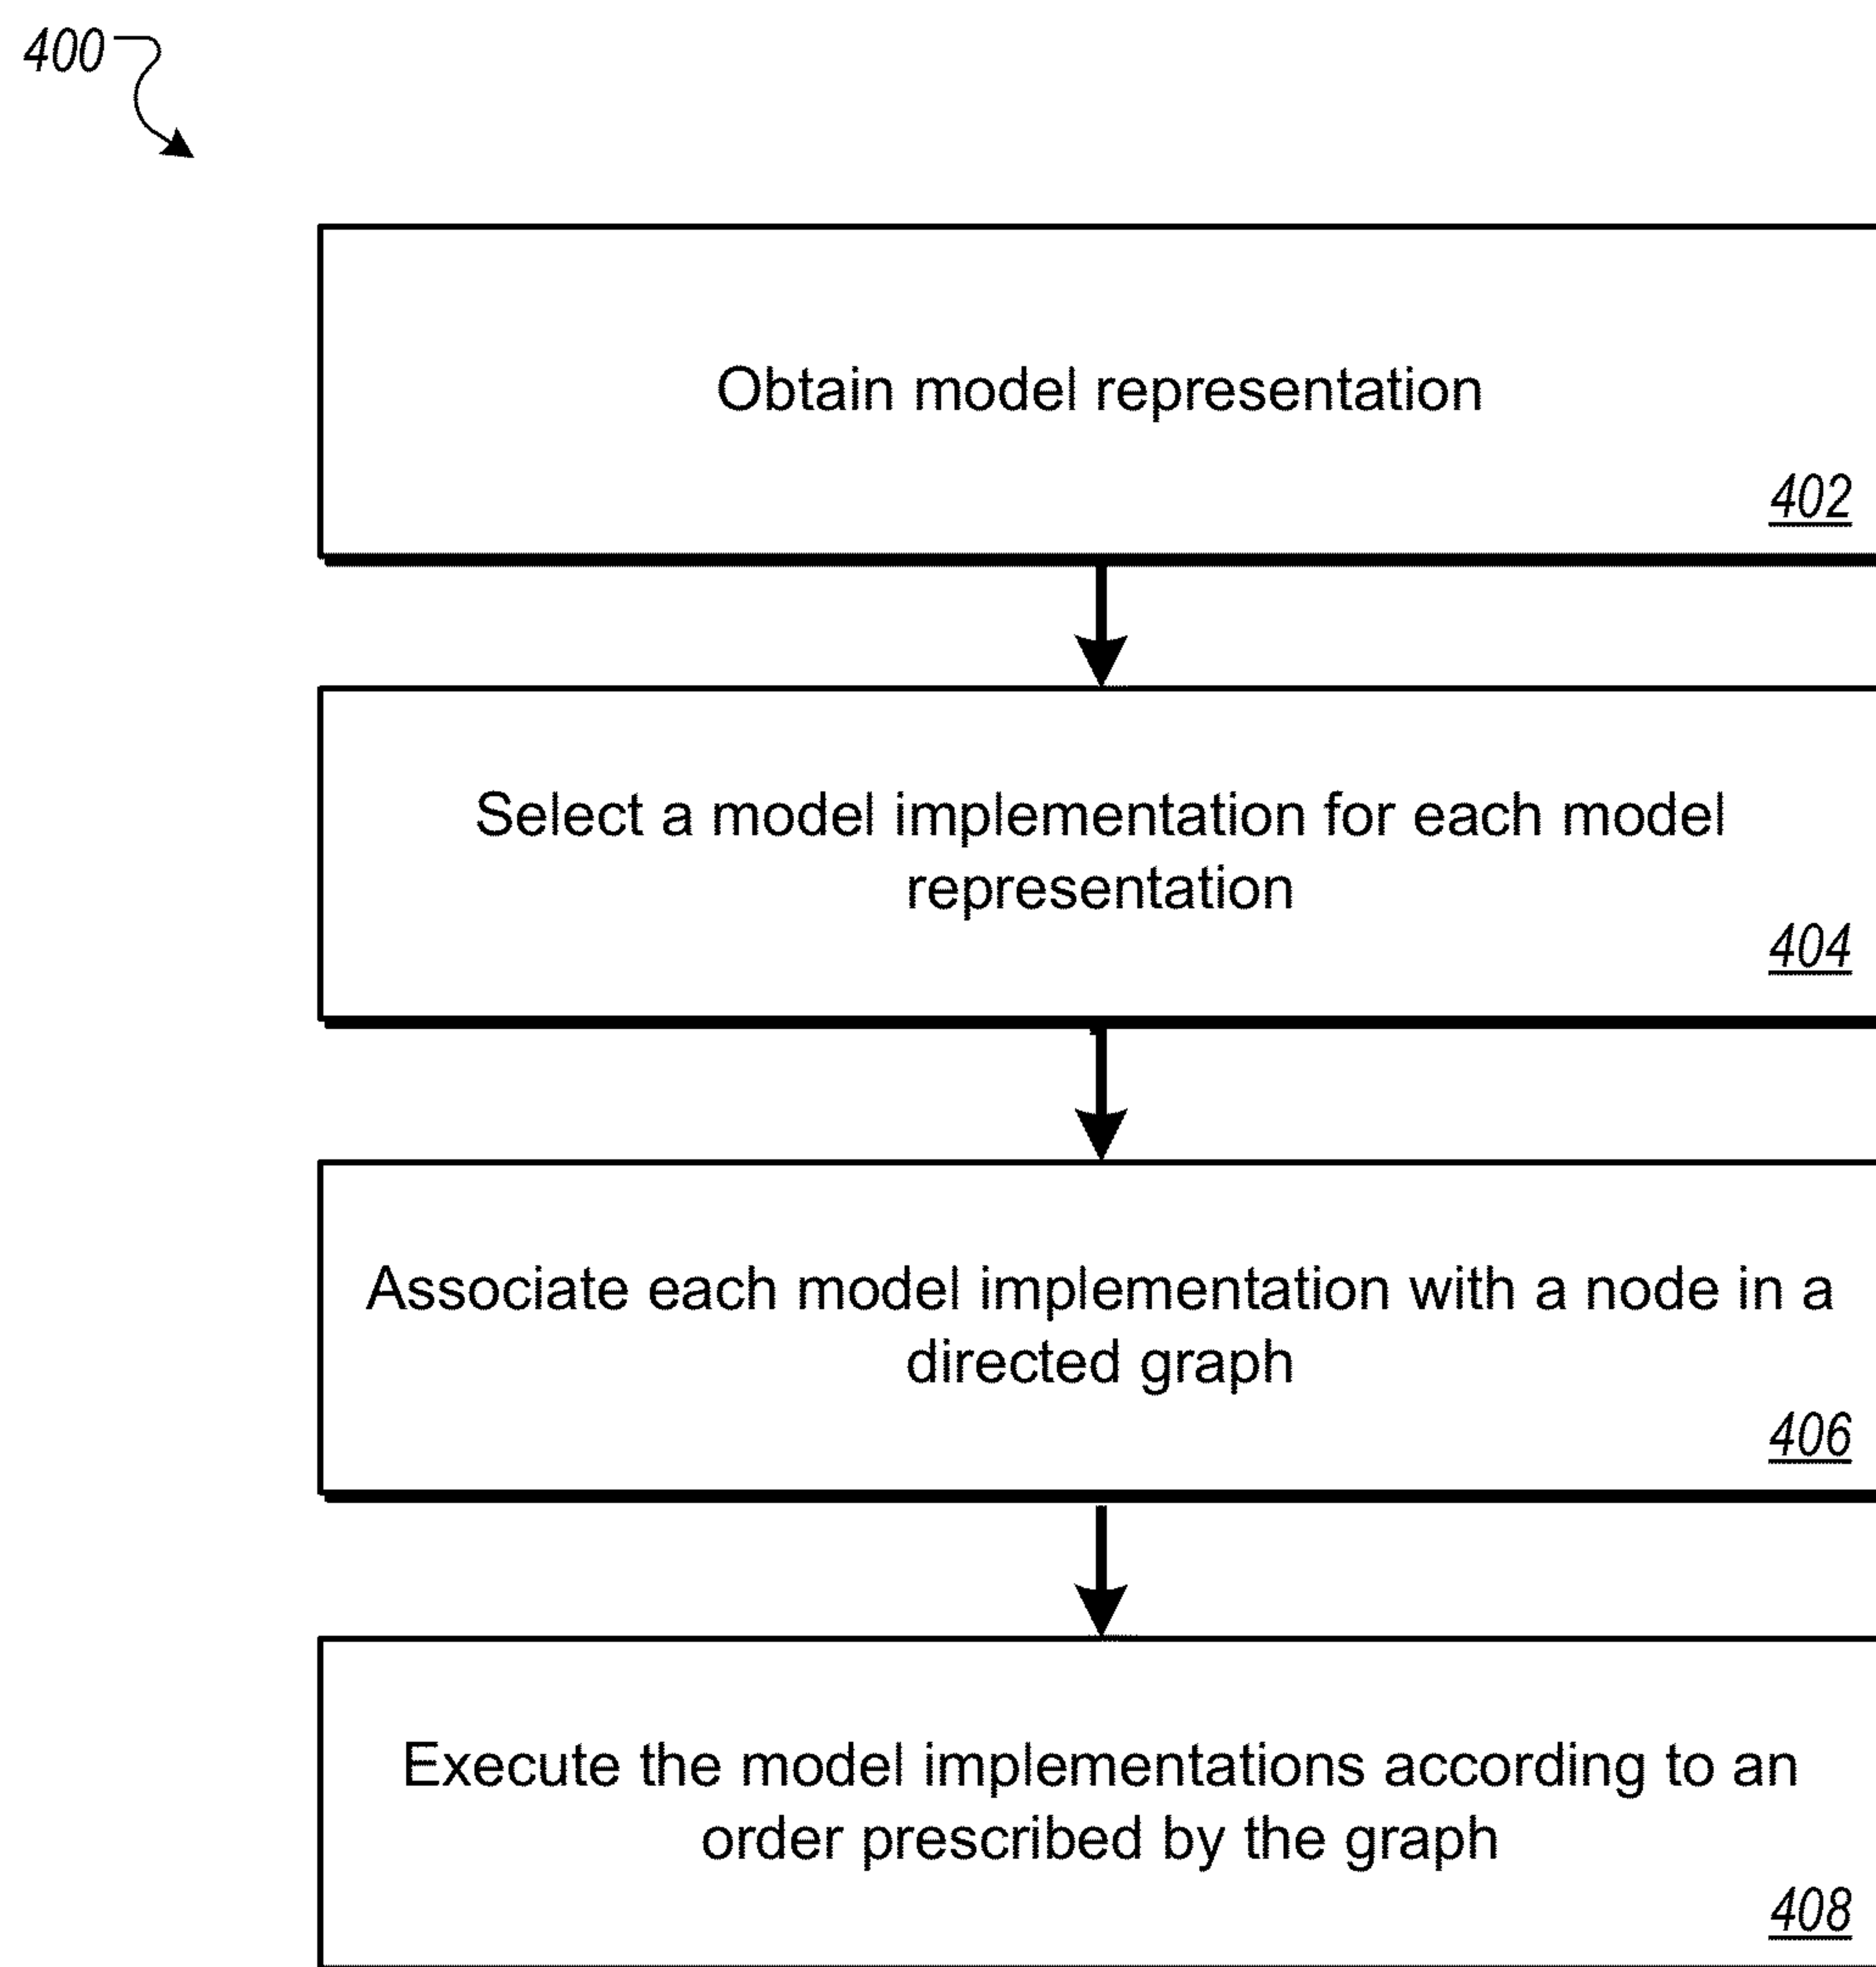 400
Obtain model representation
402
Select a model implementation for each model
representation
404
Associate each model implementation with a node in a
directed graph
406
Execute the model implementations according to an
order prescribed by the graph
408